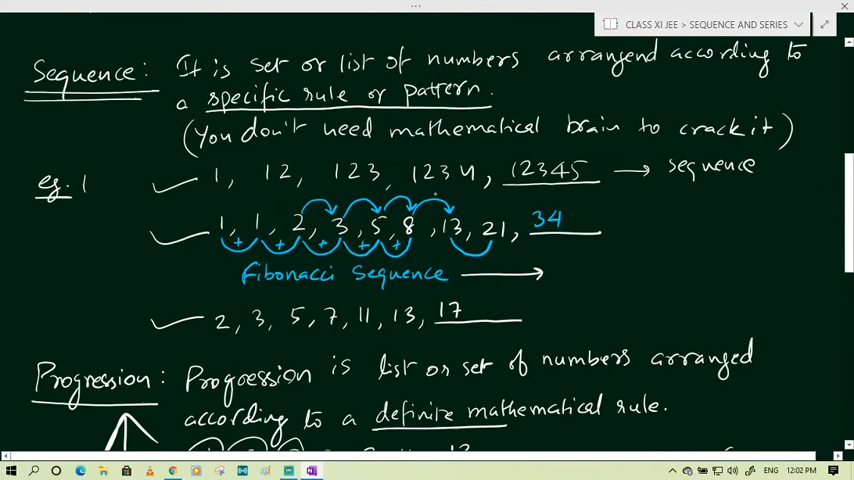 CLASS XI JEE > SEQUENCE AND SERIES
Sequence: It is set or list of numbers arrangend according to
a specific rule or pattern.
(You don't need mathematical brain to crack it)
eg. 1 1, 12, 123, 1234, 12345 → sequence
1, 1, 2, 3, 5, 8, 13, 21, 34
+ + + + +
Fibonacci Sequence →
2, 3, 5, 7, 11, 13, 17
Progression: Progression is list or set of numbers arranged
according to a definite mathematical rule.
ENG 12:02 PM